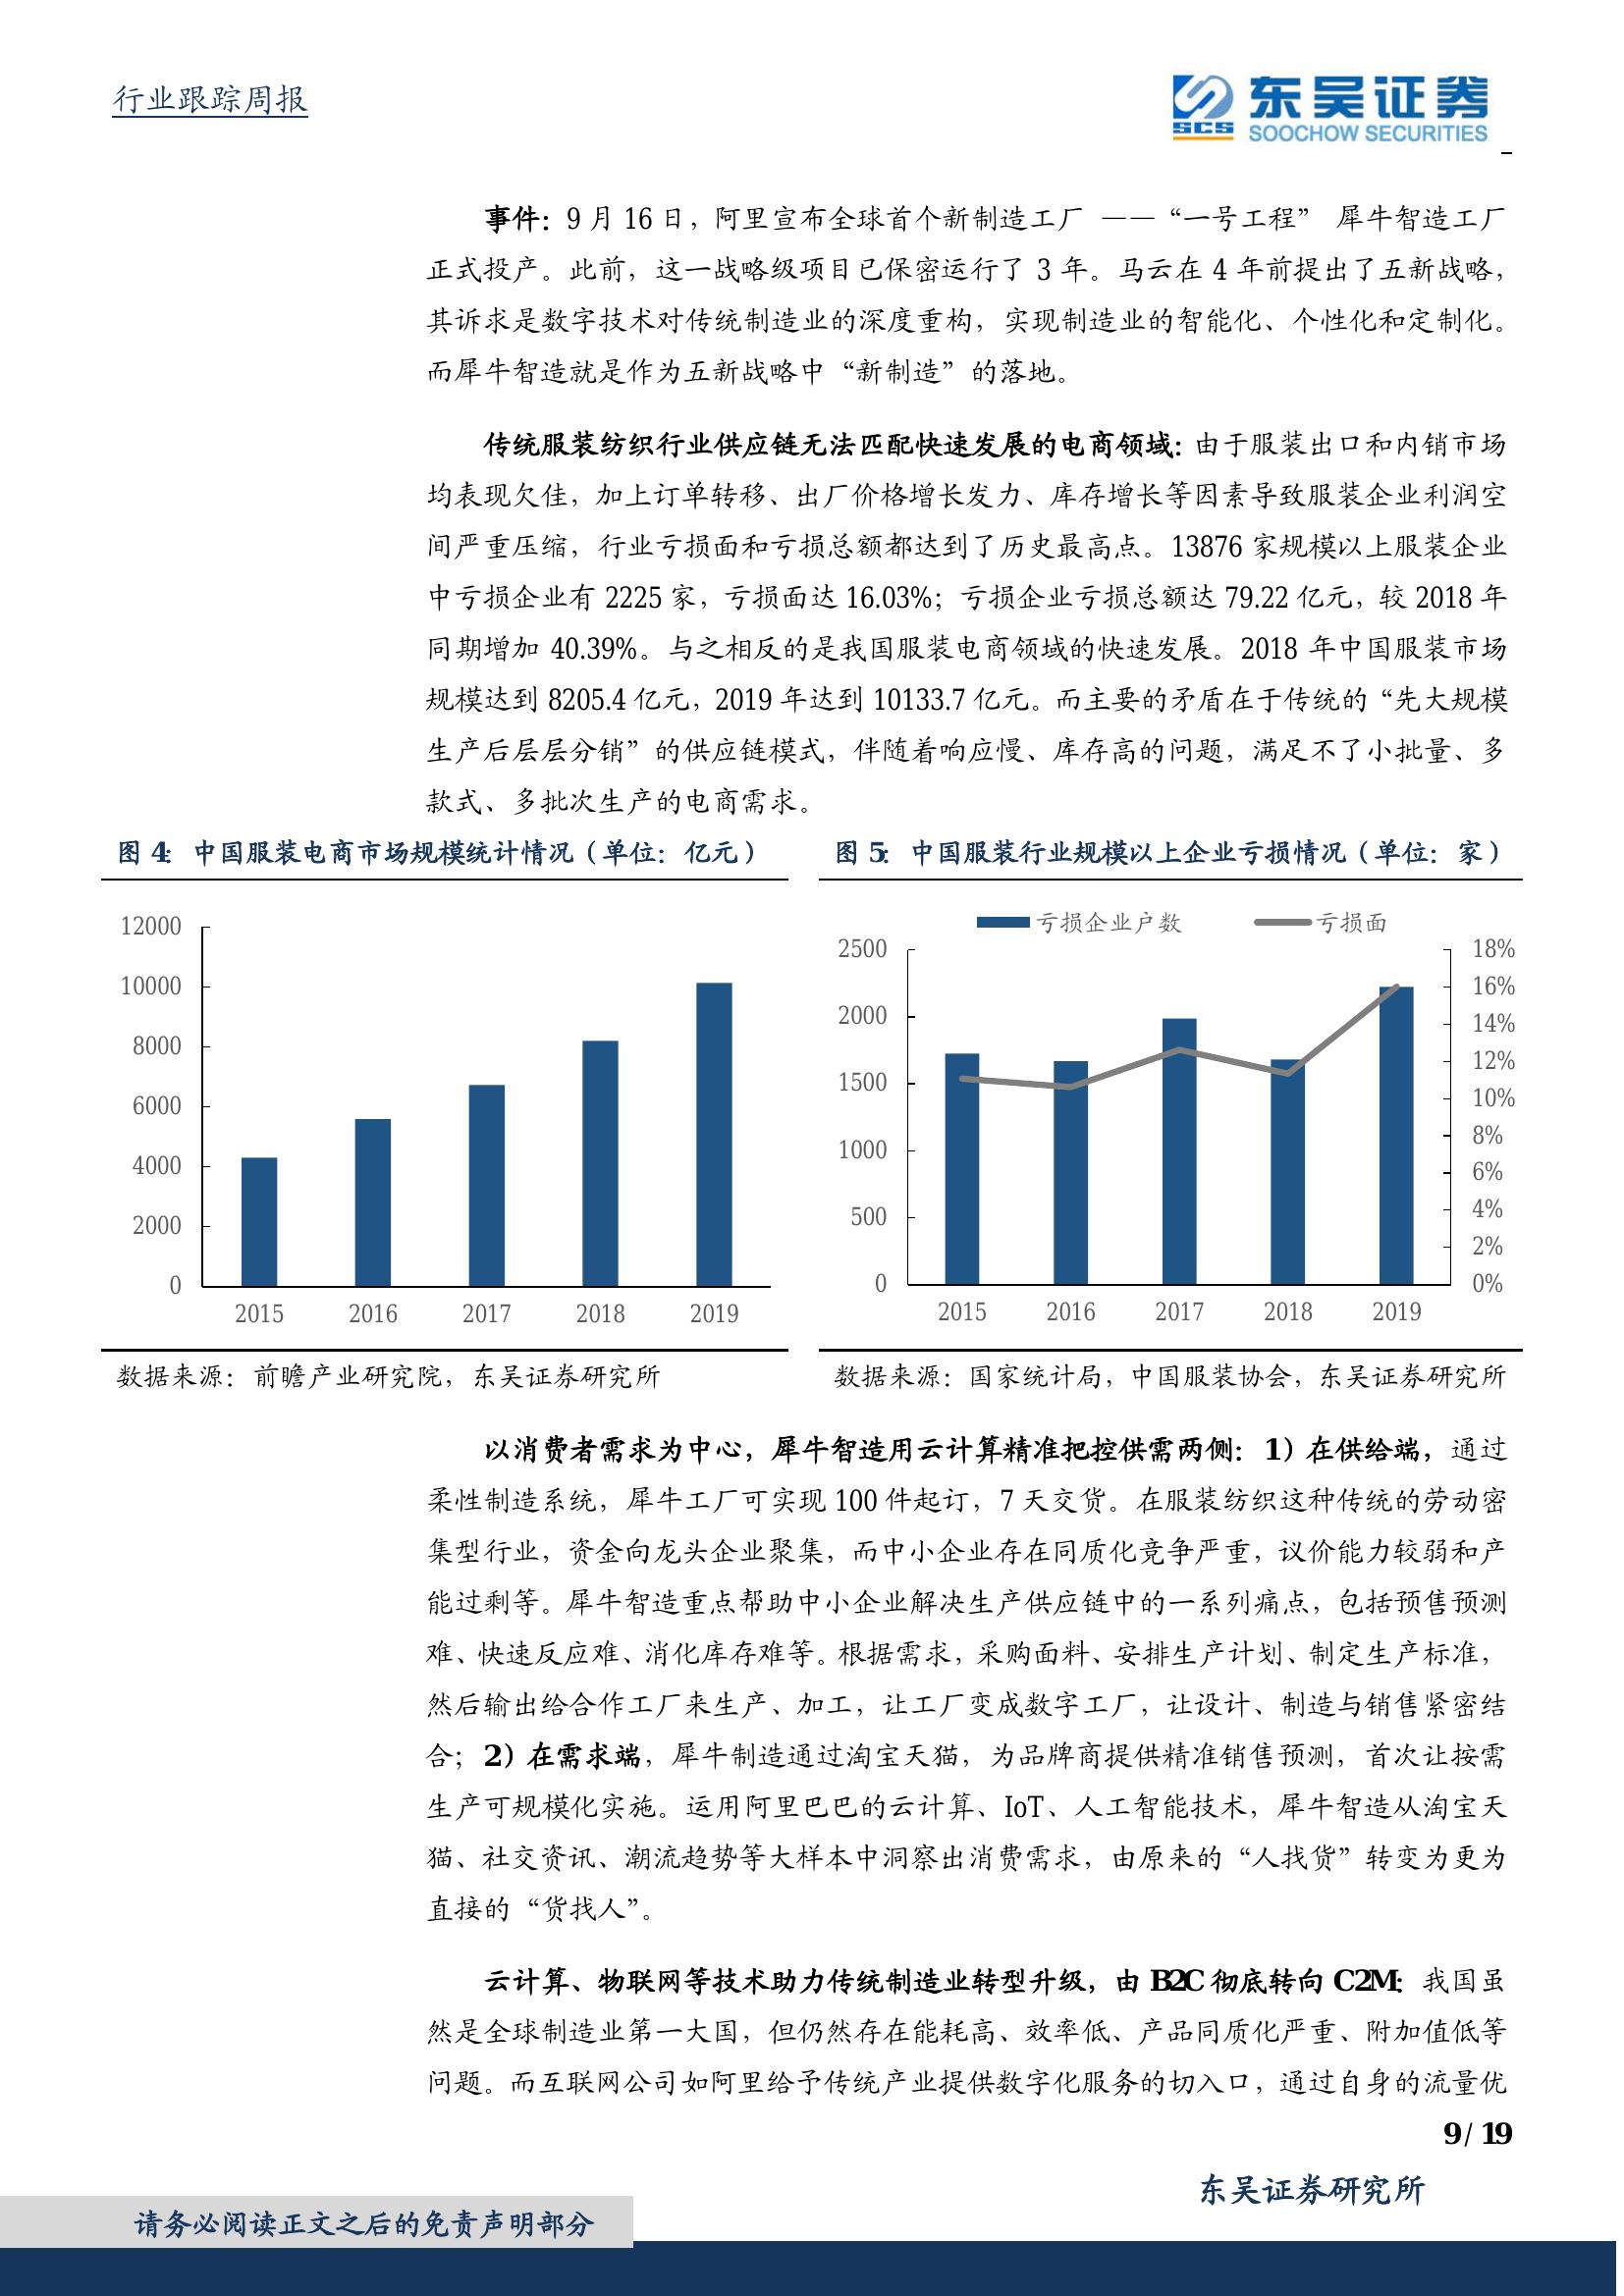 行业跟踪周报
SCS
东吴证券
SOOCHOW SECURITIES
事件：9 月 16 日，阿里宣布全球首个新制造工厂 ——“一号工程” 犀牛智造工厂
正式投产。此前，这一战略级项目已保密运行了 3 年。马云在 4 年前提出了五新战略，
其诉求是数字技术对传统制造业的深度重构，实现制造业的智能化、个性化和定制化。
而犀牛智造就是作为五新战略中“新制造”的落地。
传统服装纺织行业供应链无法匹配快速发展的电商领域：由于服装出口和内销市场
均表现欠佳，加上订单转移、出厂价格增长发力、库存增长等因素导致服装企业利润空
间严重压缩，行业亏损面和亏损总额都达到了历史最高点。13876 家规模以上服装企业
中亏损企业有 2225 家，亏损面达 16.03%；亏损企业亏损总额达 79.22 亿元，较 2018 年
同期增加 40.39%。与之相反的是我国服装电商领域的快速发展。2018 年中国服装市场
规模达到 8205.4 亿元，2019 年达到 10133.7 亿元。而主要的矛盾在于传统的“先大规模
生产后层层分销”的供应链模式，伴随着响应慢、库存高的问题，满足不了小批量、多
款式、多批次生产的电商需求。
图 4：中国服装电商市场规模统计情况（单位：亿元）
12000
10000
8000
6000
4000
2000
0
2015 2016 2017 2018 2019
数据来源：前瞻产业研究院，东吴证券研究所
图 5：中国服装行业规模以上企业亏损情况（单位：家）
亏损企业户数 亏损面
2500
2000
1500
1000
500
0
18%
16%
14%
12%
10%
8%
6%
4%
2%
0%
2015 2016 2017 2018 2019
数据来源：国家统计局，中国服装协会，东吴证券研究所
以消费者需求为中心，犀牛智造用云计算精准把控供需两侧：1）在供给端，通过
柔性制造系统，犀牛工厂可实现 100 件起订，7 天交货。在服装纺织这种传统的劳动密
集型行业，资金向龙头企业聚集，而中小企业存在同质化竞争严重，议价能力较弱和产
能过剩等。犀牛智造重点帮助中小企业解决生产供应链中的一系列痛点，包括预售预测
难、快速反应难、消化库存难等。根据需求，采购面料、安排生产计划、制定生产标准，
然后输出给合作工厂来生产、加工，让工厂变成数字工厂，让设计、制造与销售紧密结
合；2）在需求端，犀牛制造通过淘宝天猫，为品牌商提供精准销售预测，首次让按需
生产可规模化实施。运用阿里巴巴的云计算、IoT、人工智能技术，犀牛智造从淘宝天
猫、社交资讯、潮流趋势等大样本中洞察出消费需求，由原来的“人找货”转变为更为
直接的“货找人”。
云计算、物联网等技术助力传统制造业转型升级，由 B2C 彻底转向 C2M：我国虽
然是全球制造业第一大国，但仍然存在能耗高、效率低、产品同质化严重、附加值低等
问题。而互联网公司如阿里给予传统产业提供数字化服务的切入口，通过自身的流量优
9 / 19
东吴证券研究所
请务必阅读正文之后的免责声明部分